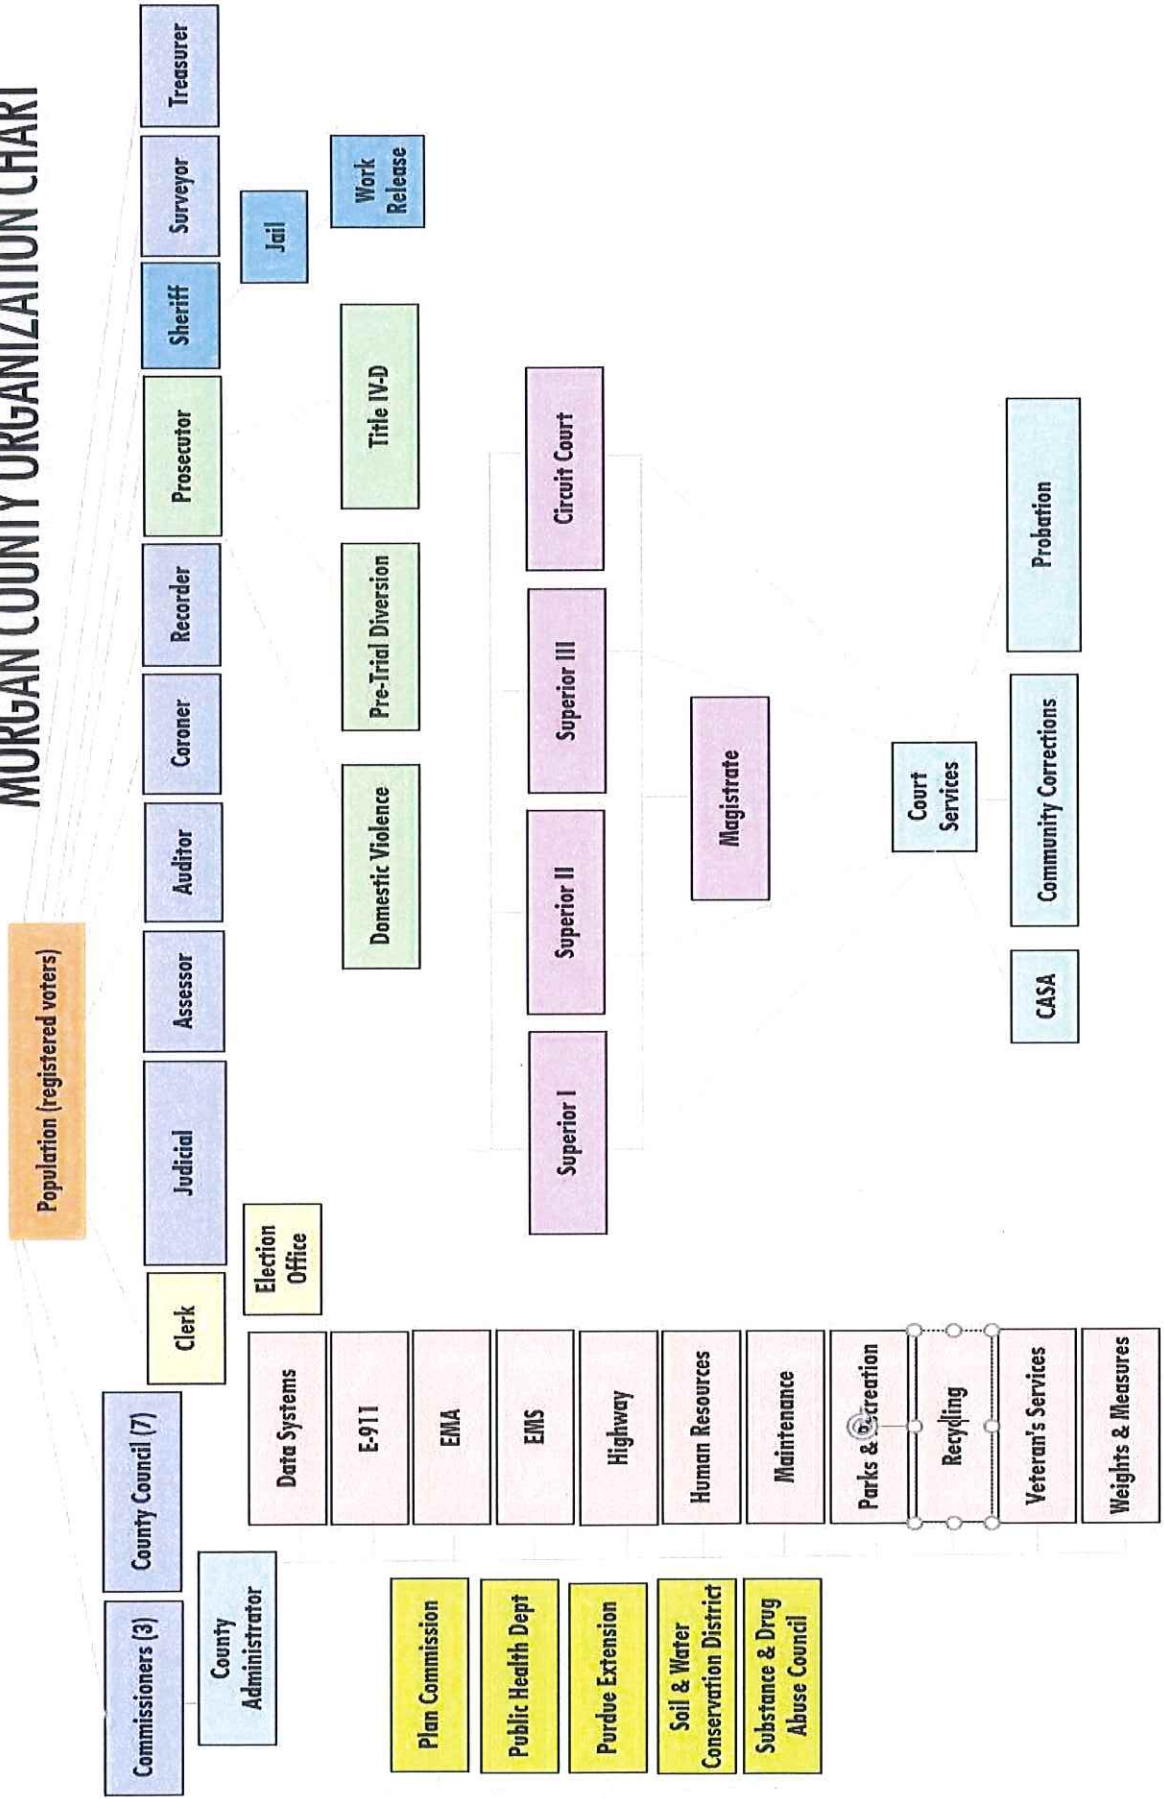 MORGAN COUNTY ORGANIZATION CHART
Population (registered voters)
Commissioners (3)
County Council (7)
Clerk
Judicial
Assessor
Auditor
Coroner
Recorder
Prosecutor
Sheriff
Surveyor
Treasurer
County
Administrator
Election
Office
Jail
Work
Release
Domestic Violence
Pre-Trial Diversion
Title IV-D
Data Systems
E-911
EMA
EMS
Highway
Human Resources
Maintenance
Parks & Recreation
Recycling
Veteran's Services
Weights & Measures
Plan Commission
Public Health Dept
Purdue Extension
Soil & Water
Conservation District
Substance & Drug
Abuse Council
Superior I
Superior II
Superior III
Circuit Court
Magistrate
Court
Services
CASA
Community Corrections
Probation